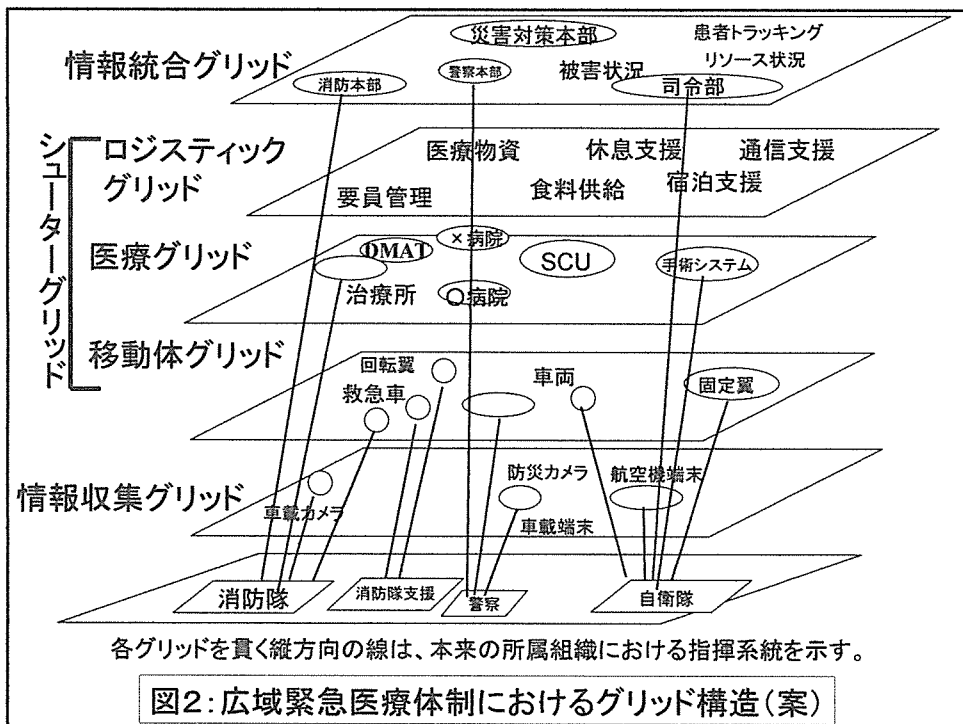 災害対策本部
患者トラッキング
情報統合グリッド
消防本部
警察本部
被害状況
リソース状況
司令部
シューターグリッド
ロジスティック
グリッド
医療物資
休息支援
通信支援
要員管理
食料供給
宿泊支援
医療グリッド
DMAT
×病院
SCU
手術システム
治療所
○病院
移動体グリッド
回転翼
救急車
車両
固定翼
情報収集グリッド
車載カメラ
防災カメラ
航空機端末
車載端末
消防隊
消防隊支援
警察
自衛隊
各グリッドを貫く縦方向の線は、本来の所属組織における指揮系統を示す。
図2:広域緊急医療体制におけるグリッド構造(案)